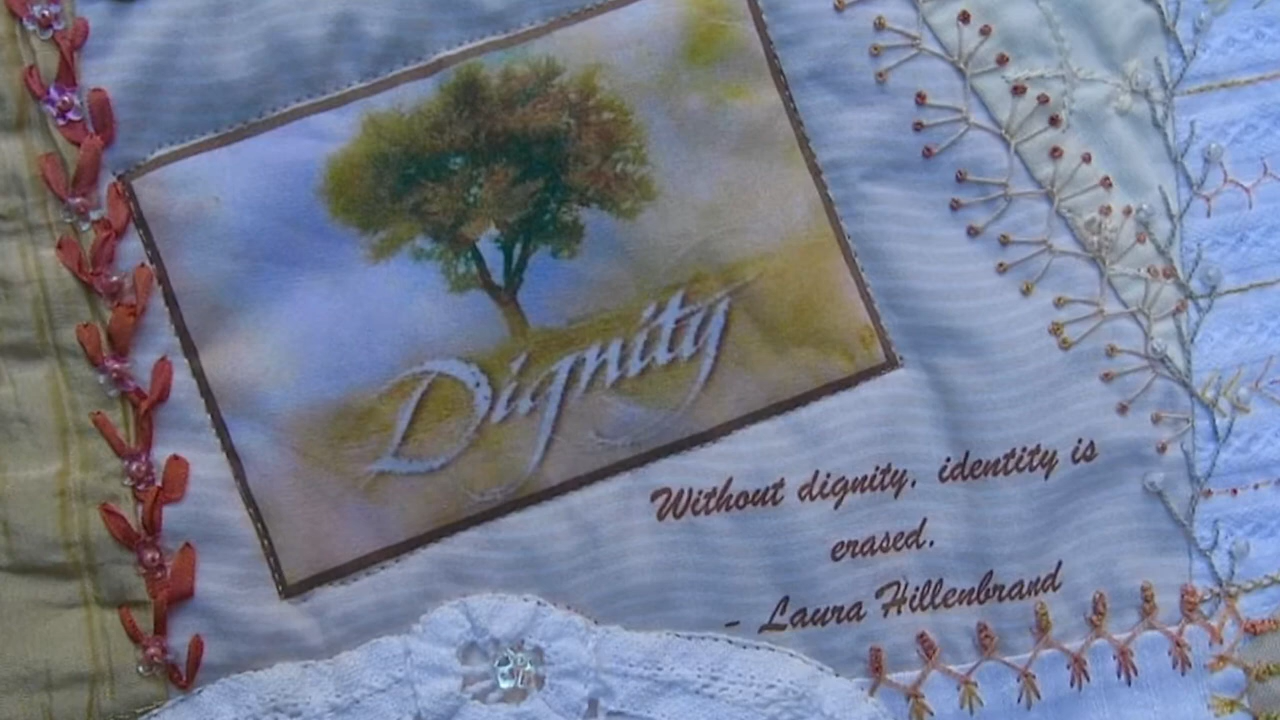 Dignity
Without dignity, identity is
erased.
- Laura Hillenbrand